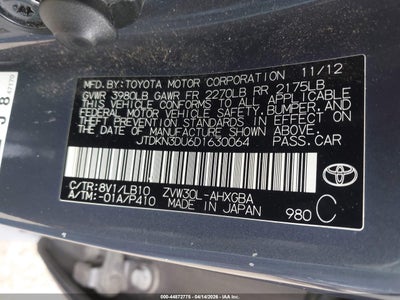 MFD.BY:TOYOTA MOTOR CORPORATION 11/12
GVWR 3980LB GAWR FR 2270LB RR 2175LB
THIS VEHICLE CONFORMS TO ALL APPLICABLE
FEDERAL MOTOR VEHICLE SAFETY, BUMPER, AND
THEFT PREVENTION STANDARDS IN EFFECT ON
THE DATE OF MANUFACTURE SHOWN ABOVE.
JTDKN3DU6D1630064 PASS.CAR
C/TR:8V1/LB10 ZVW30L-AHXGBA
A/TM:-01A/P410 MADE IN JAPAN
980 C
TOYOTA
000-44872775 - 04/14/2026 - IAAI